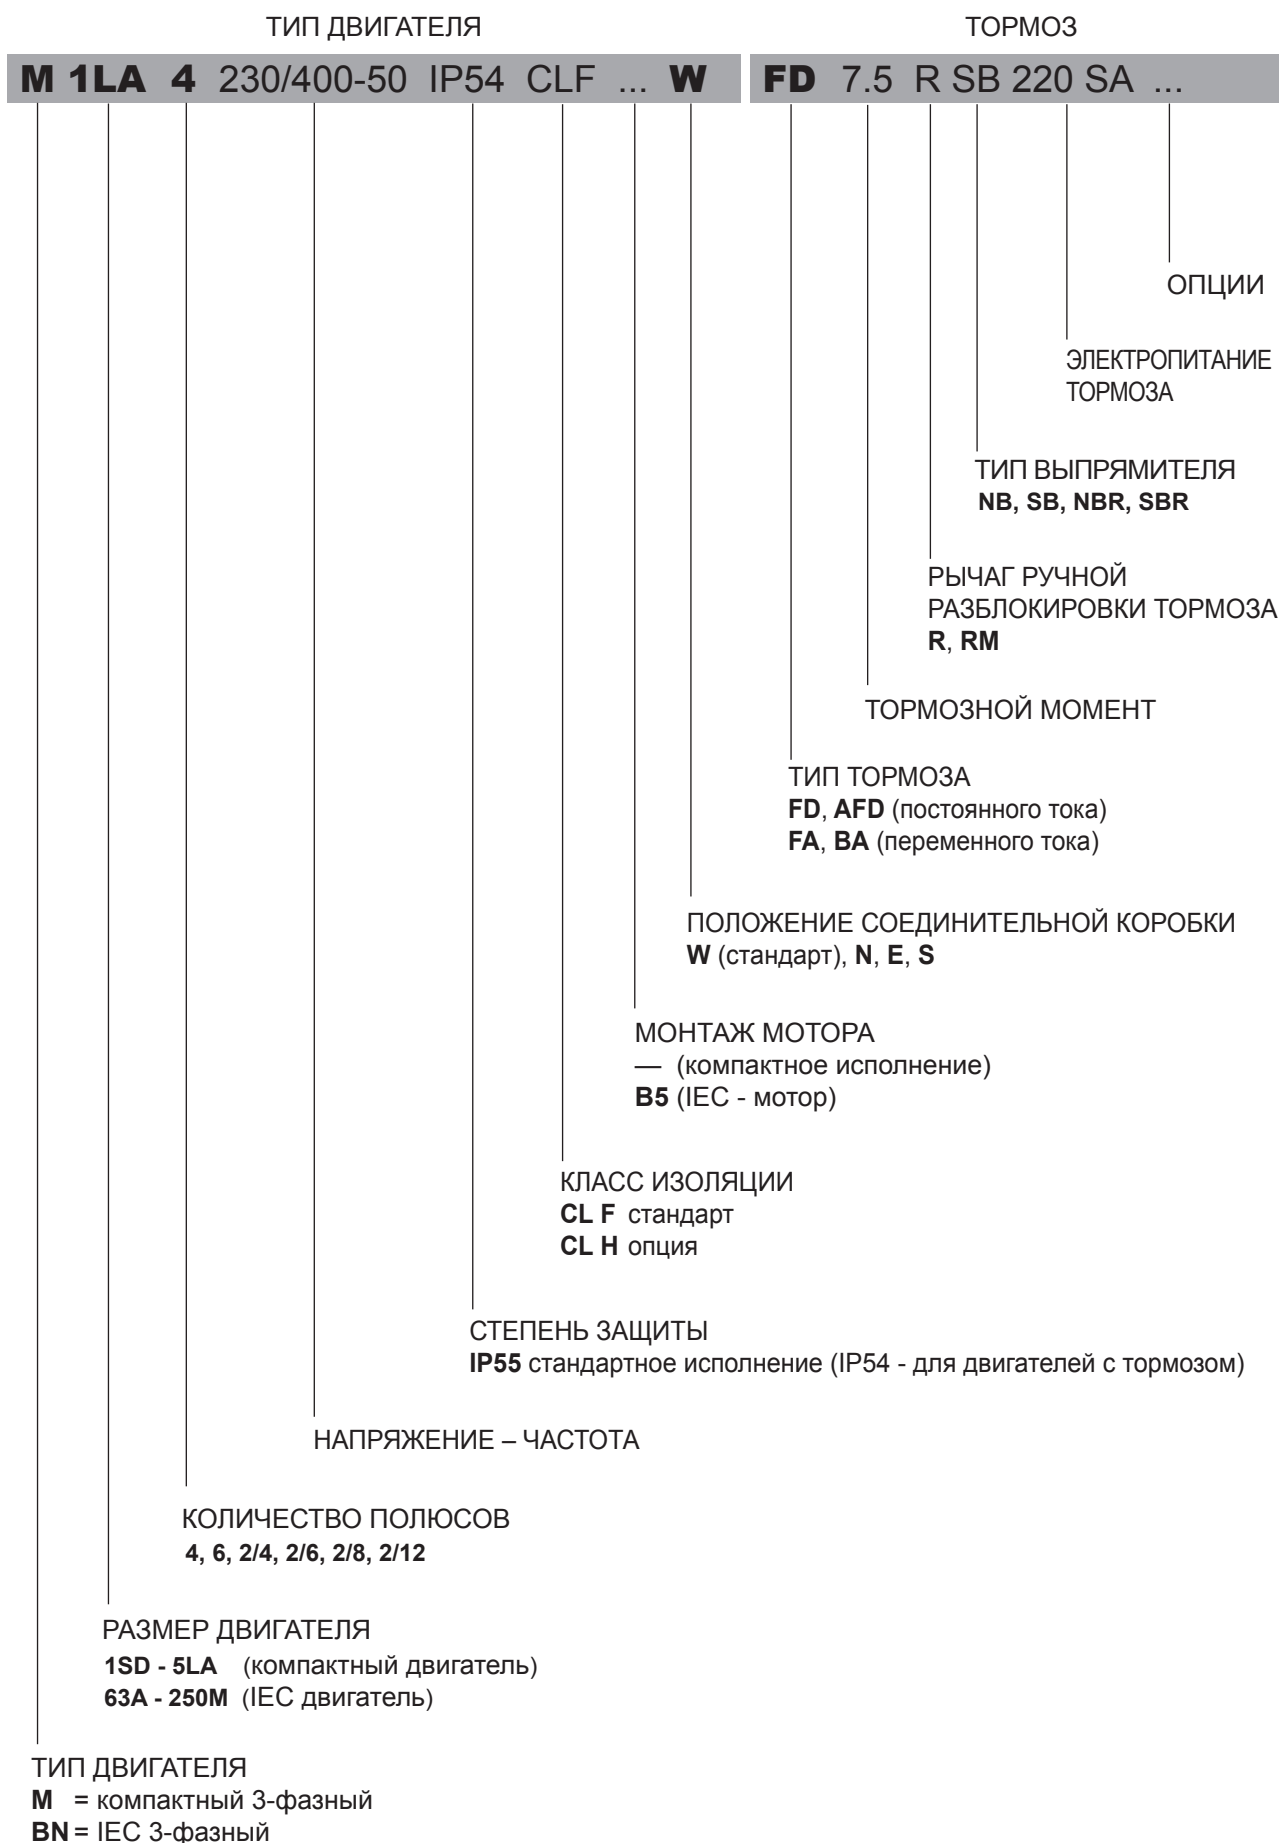 ТИП ДВИГАТЕЛЯ ТОРМОЗ
M 1LA 4 230/400-50 IP54 CLF ... W FD 7.5 R SB 220 SA ...
ОПЦИИ
ЭЛЕКТРОПИТАНИЕ
ТОРМОЗА
ТИП ВЫПРЯМИТЕЛЯ
NB, SB, NBR, SBR
РЫЧАГ РУЧНОЙ
РАЗБЛОКИРОВКИ ТОРМОЗА
R, RM
ТОРМОЗНОЙ МОМЕНТ
ТИП ТОРМОЗА
FD, AFD (постоянного тока)
FA, BA (переменного тока)
ПОЛОЖЕНИЕ СОЕДИНИТЕЛЬНОЙ КОРОБКИ
W (стандарт), N, E, S
МОНТАЖ МОТОРА
— (компактное исполнение)
B5 (IEC - мотор)
КЛАСС ИЗОЛЯЦИИ
CL F стандарт
CL H опция
СТЕПЕНЬ ЗАЩИТЫ
IP55 стандартное исполнение (IP54 - для двигателей с тормозом)
НАПРЯЖЕНИЕ – ЧАСТОТА
КОЛИЧЕСТВО ПОЛЮСОВ
4, 6, 2/4, 2/6, 2/8, 2/12
РАЗМЕР ДВИГАТЕЛЯ
1SD - 5LA (компактный двигатель)
63A - 250M (IEC двигатель)
ТИП ДВИГАТЕЛЯ
M = компактный 3-фазный
BN = IEC 3-фазный